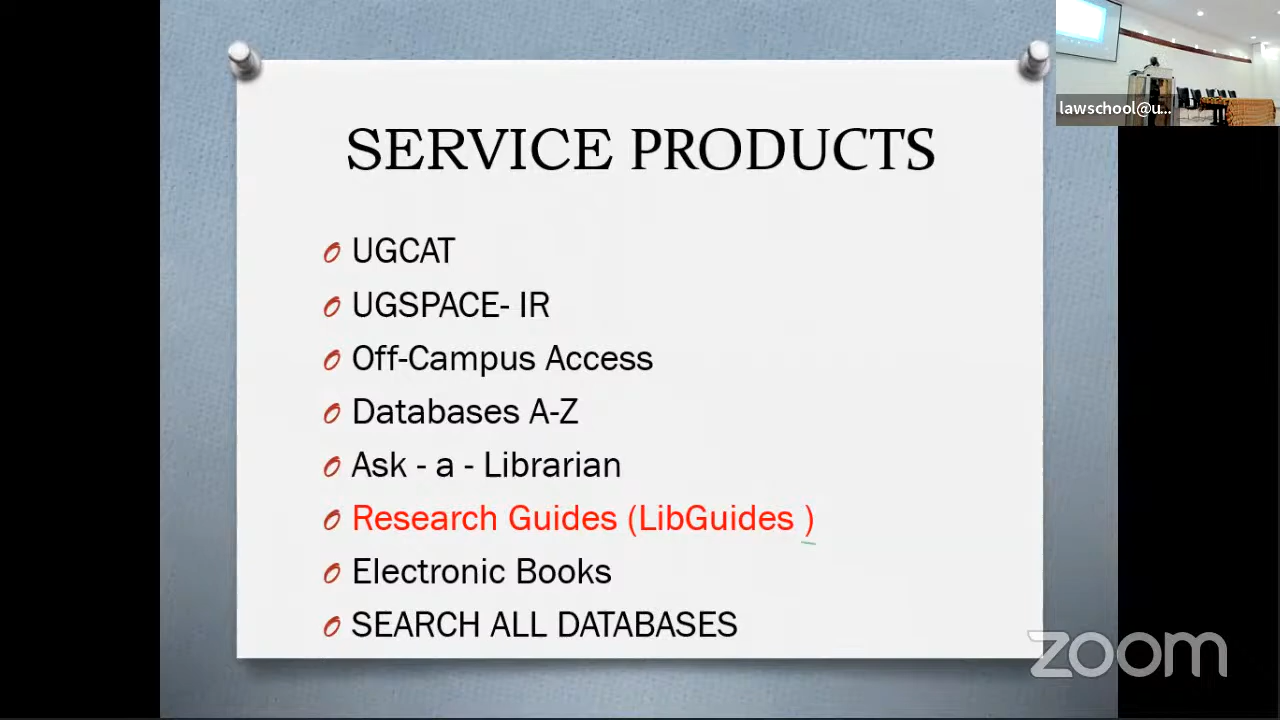 SERVICE PRODUCTS
UGCAT
UGSPACE- IR
Off-Campus Access
Databases A-Z
Ask - a - Librarian
Research Guides (LibGuides )
Electronic Books
SEARCH ALL DATABASES
lawschool@u...
zoom